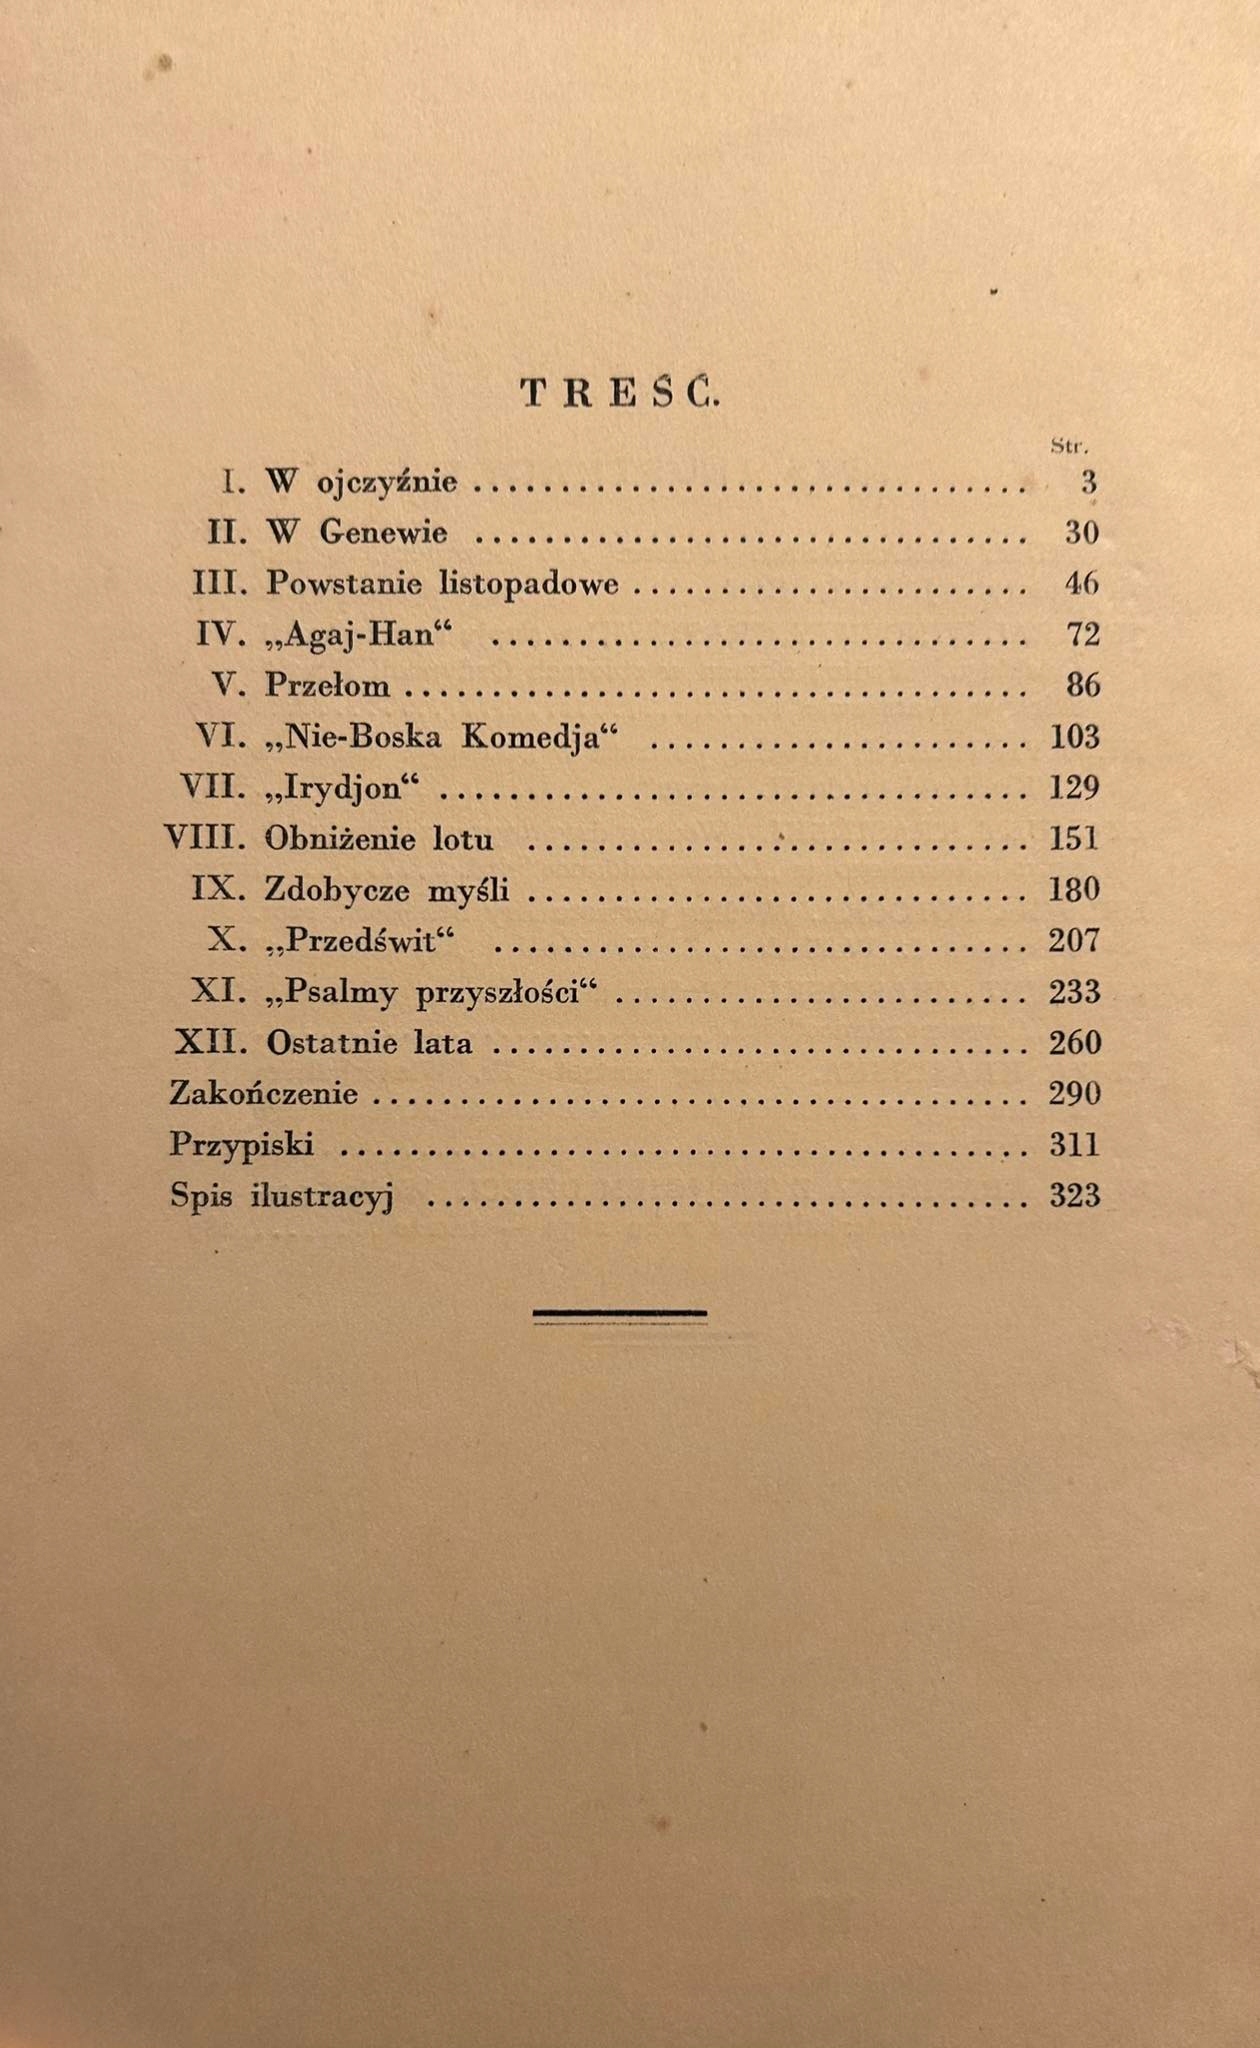 TREŚĆ.
Str.
I. W ojczyźnie ................................ 3
II. W Genewie ................................ 30
III. Powstanie listopadowe ....................... 46
IV. „Agaj-Han“ ............................... 72
V. Przełom .................................... 86
VI. „Nie-Boska Komedja“ ...................... 103
VII. „Irydjon“ .................................. 129
VIII. Obniżenie lotu ............................. 151
IX. Zdobycze myśli ............................. 180
X. „Przedświt“ ............................... 207
XI. „Psalmy przyszłości“ ........................ 233
XII. Ostatnie lata ............................... 260
Zakończenie ...................................... 290
Przypiski ........................................ 311
Spis ilustracyj ................................... 323